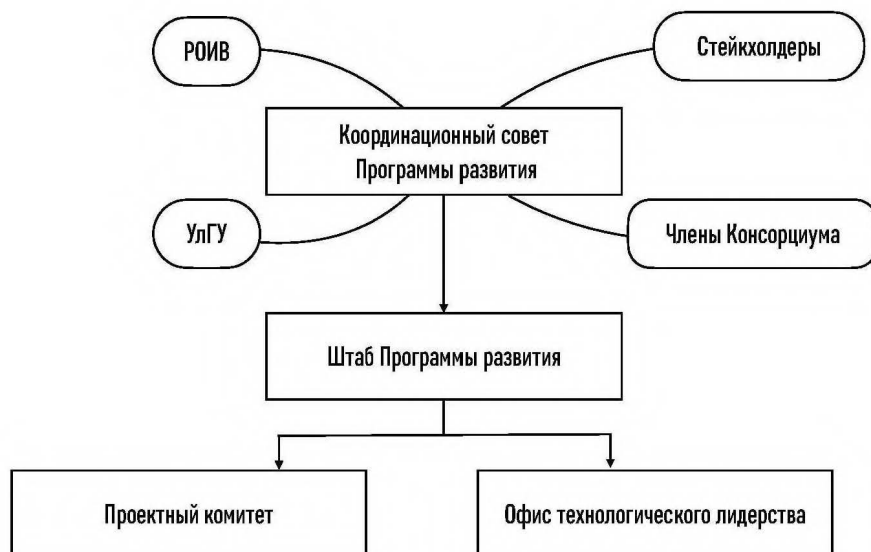 РОИВ
Стейкхолдеры
Координационный совет
Программы развития
УлГУ
Члены Консорциума
Штаб Программы развития
Проектный комитет
Офис технологического лидерства